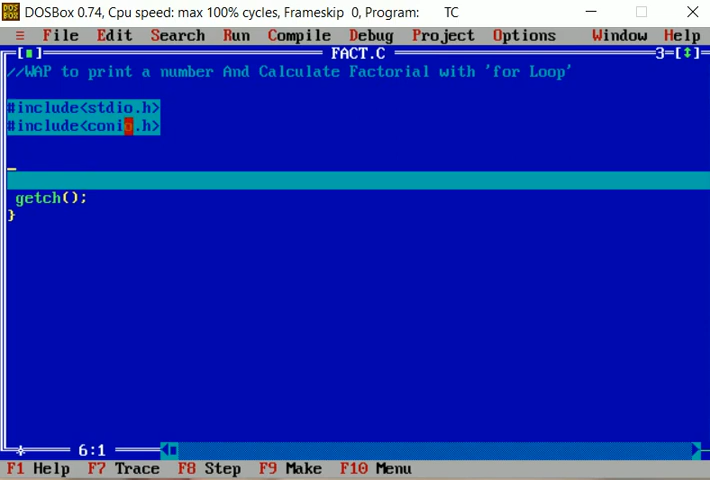 DOSBox 0.74, Cpu speed: max 100% cycles, Frameskip 0, Program: TC
≡ File Edit Search Run Compile Debug Project Options Window Help
[■] FACT.C 3=[↕]
//WAP to print a number And Calculate Factorial with 'for Loop'
#include<stdio.h>
#include<conio.h>
_
getch();
}
* 6:1
F1 Help F7 Trace F8 Step F9 Make F10 Menu